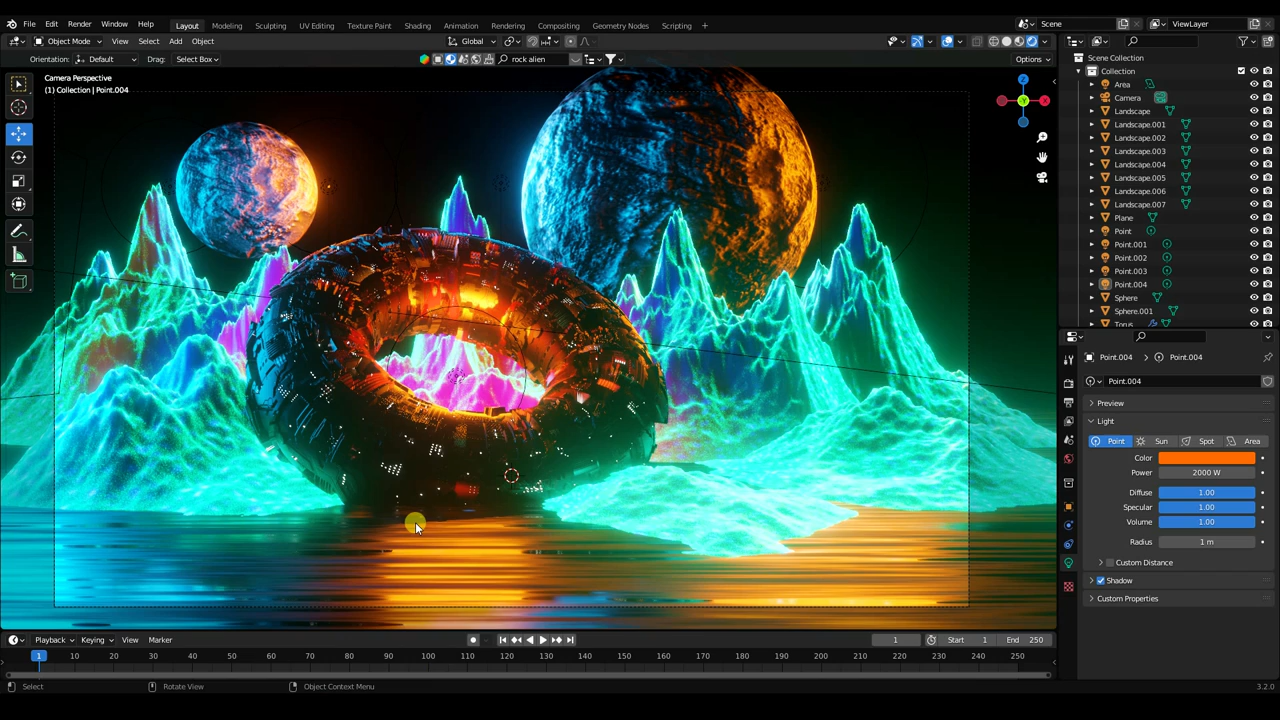 File Edit Render Window Help Layout Modeling Sculpting UV Editing Texture Paint Shading Animation Rendering Compositing Geometry Nodes Scripting + Scene ViewLayer
Object Mode View Select Add Object Global
Orientation: Default Drag: Select Box rock alien Options
Camera Perspective
(1) Collection | Point.004
Scene Collection
Collection
Area
Camera
Landscape
Landscape.001
Landscape.002
Landscape.003
Landscape.004
Landscape.005
Landscape.006
Landscape.007
Plane
Point
Point.001
Point.002
Point.003
Point.004
Sphere
Sphere.001
Torus
Point.004 > Point.004
Point.004
Preview
Light
Point Sun Spot Area
Color
Power 2000 W
Diffuse 1.00
Specular 1.00
Volume 1.00
Radius 1 m
Custom Distance
Shadow
Custom Properties
Playback Keying View Marker 1 Start 1 End 250
1 10 20 30 40 50 60 70 80 90 100 110 120 130 140 150 160 170 180 190 200 210 220 230 240 250
Select Rotate View Object Context Menu 3.2.0